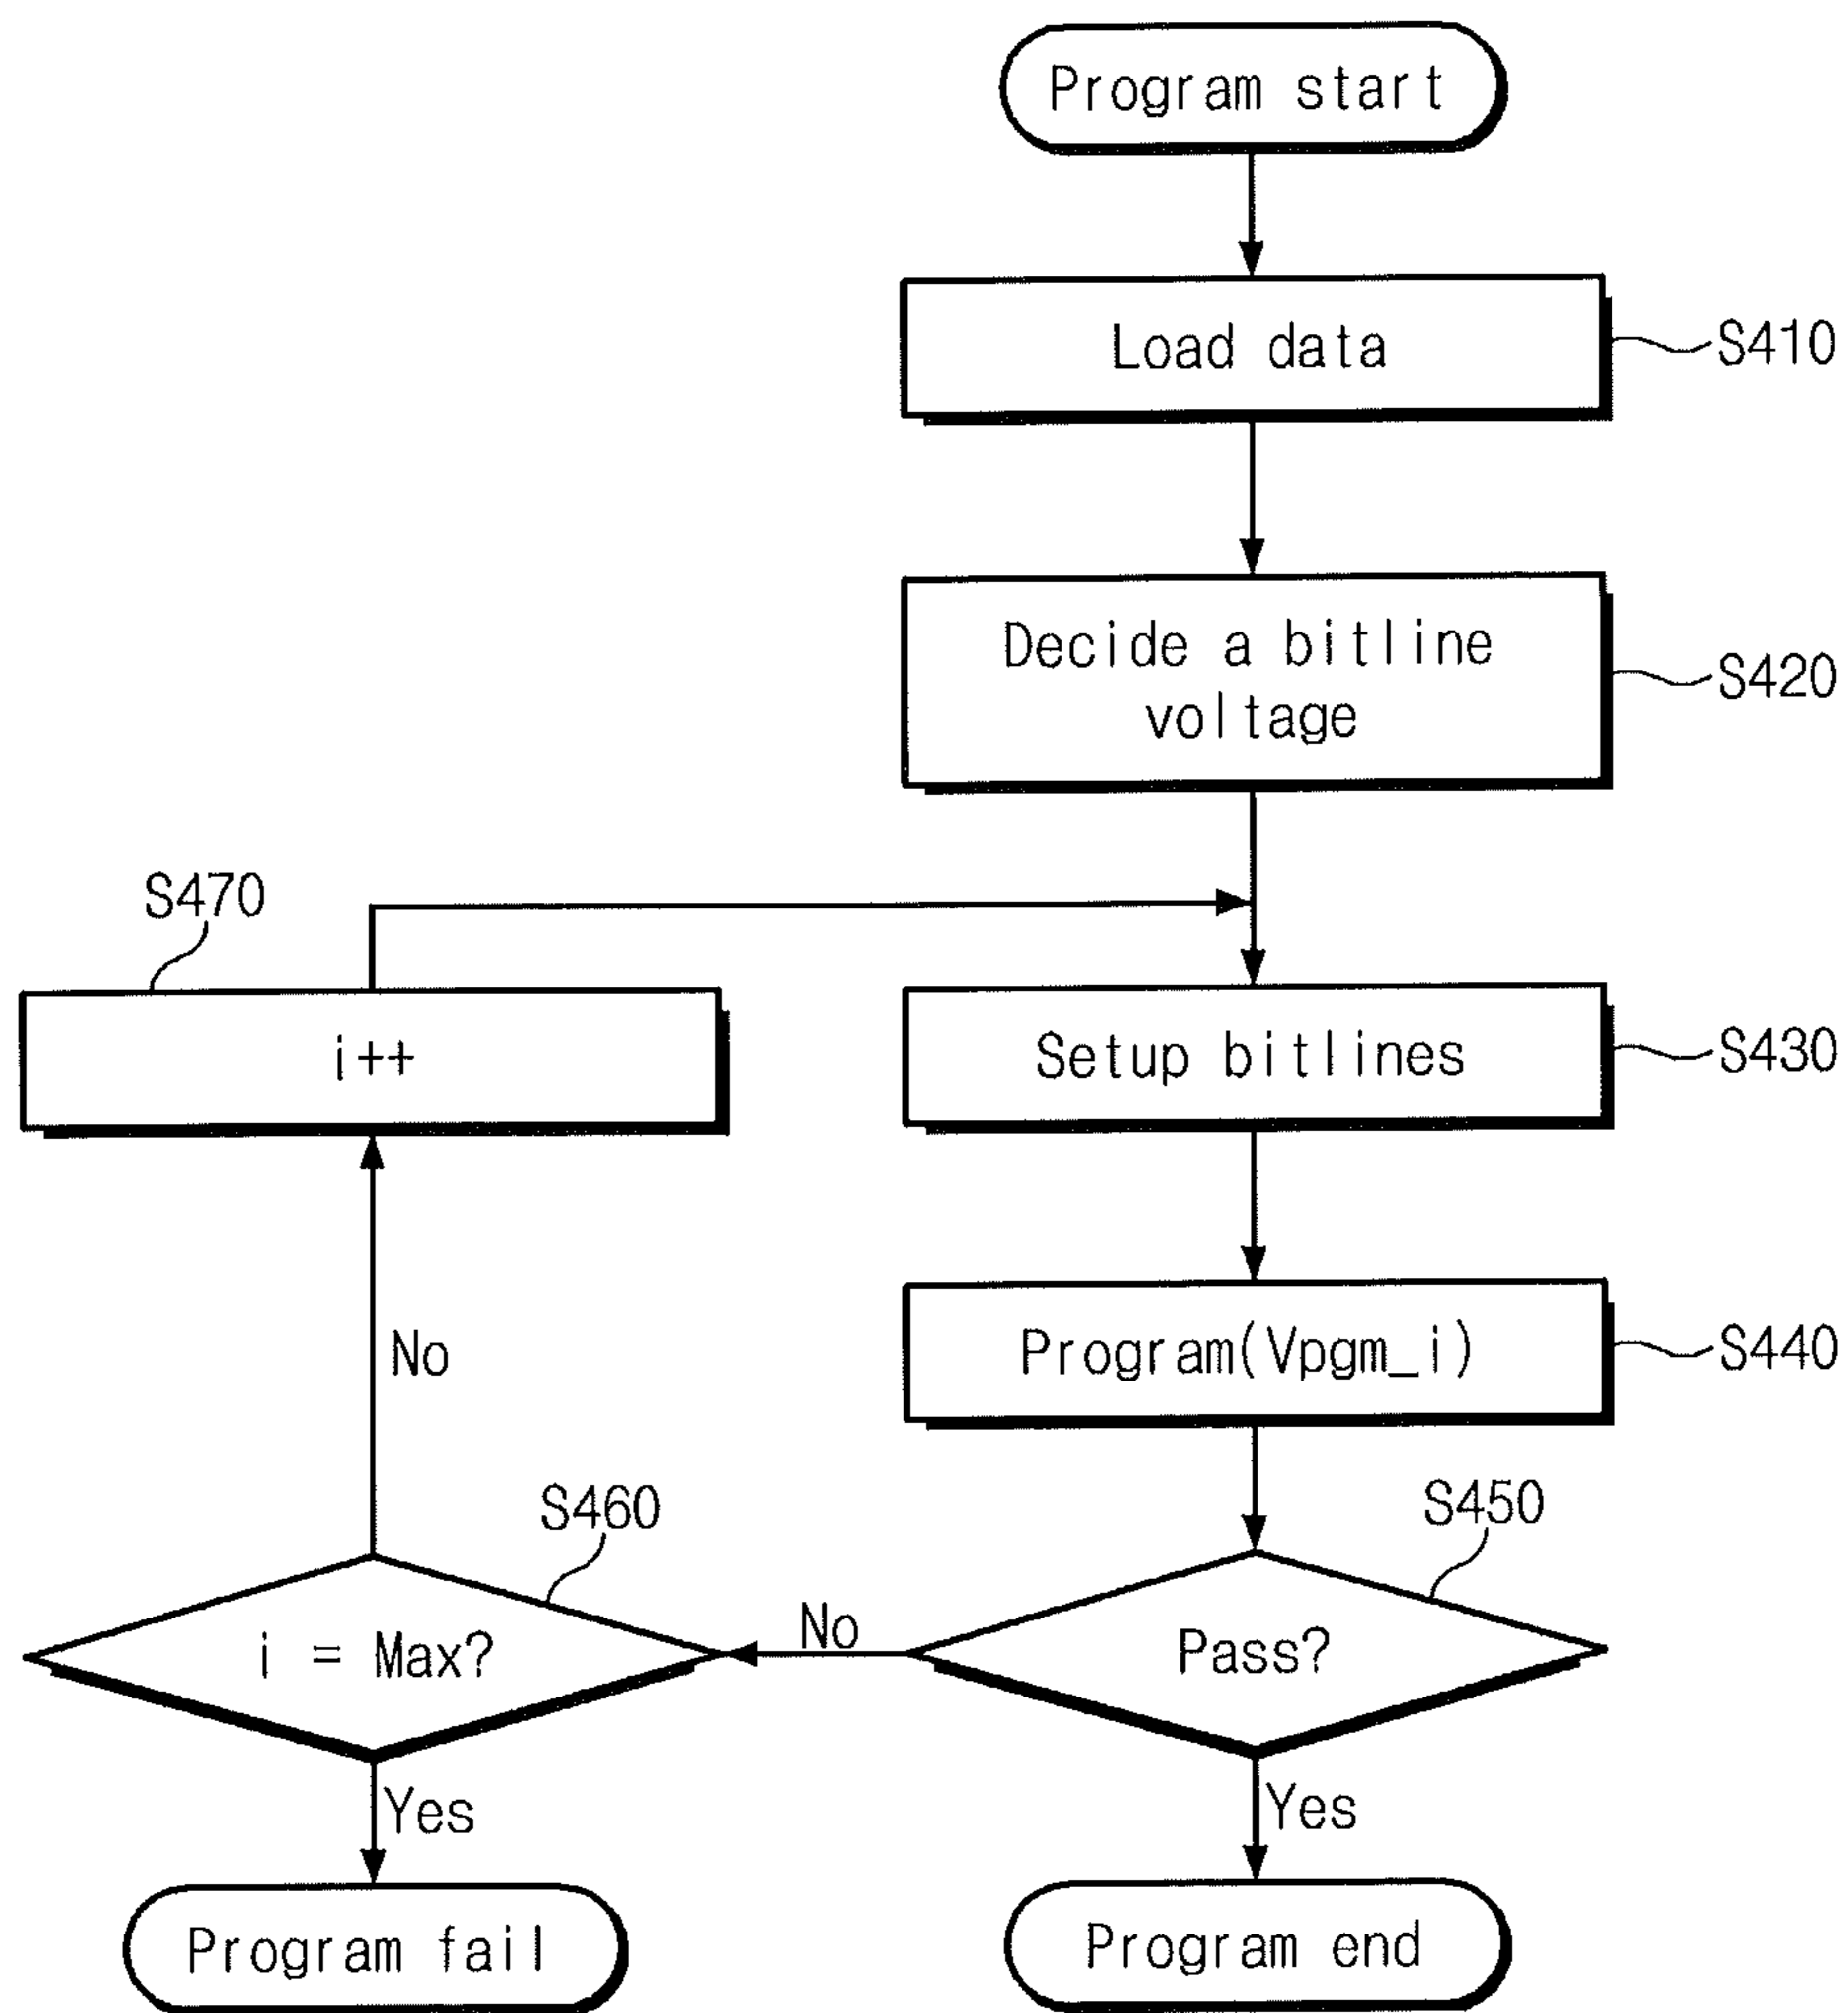 Program start
Load data
S410
Decide a bitline
voltage
S420
S470
i++
Setup bitlines
S430
No
Program(Vpgm_i)
S440
S460
S450
i = Max?
No
Pass?
Yes
Yes
Program fail
Program end